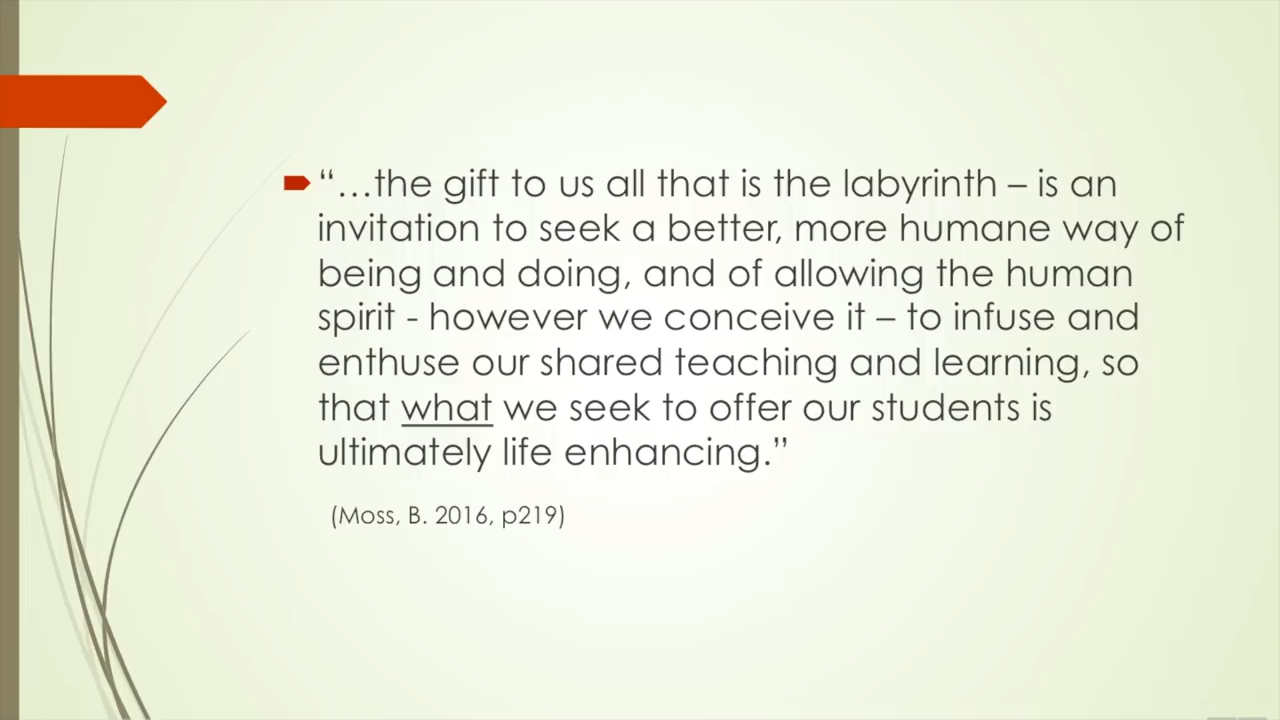 “…the gift to us all that is the labyrinth – is an
invitation to seek a better, more humane way of
being and doing, and of allowing the human
spirit - however we conceive it – to infuse and
enthuse our shared teaching and learning, so
that what we seek to offer our students is
ultimately life enhancing.”
(Moss, B. 2016, p219)